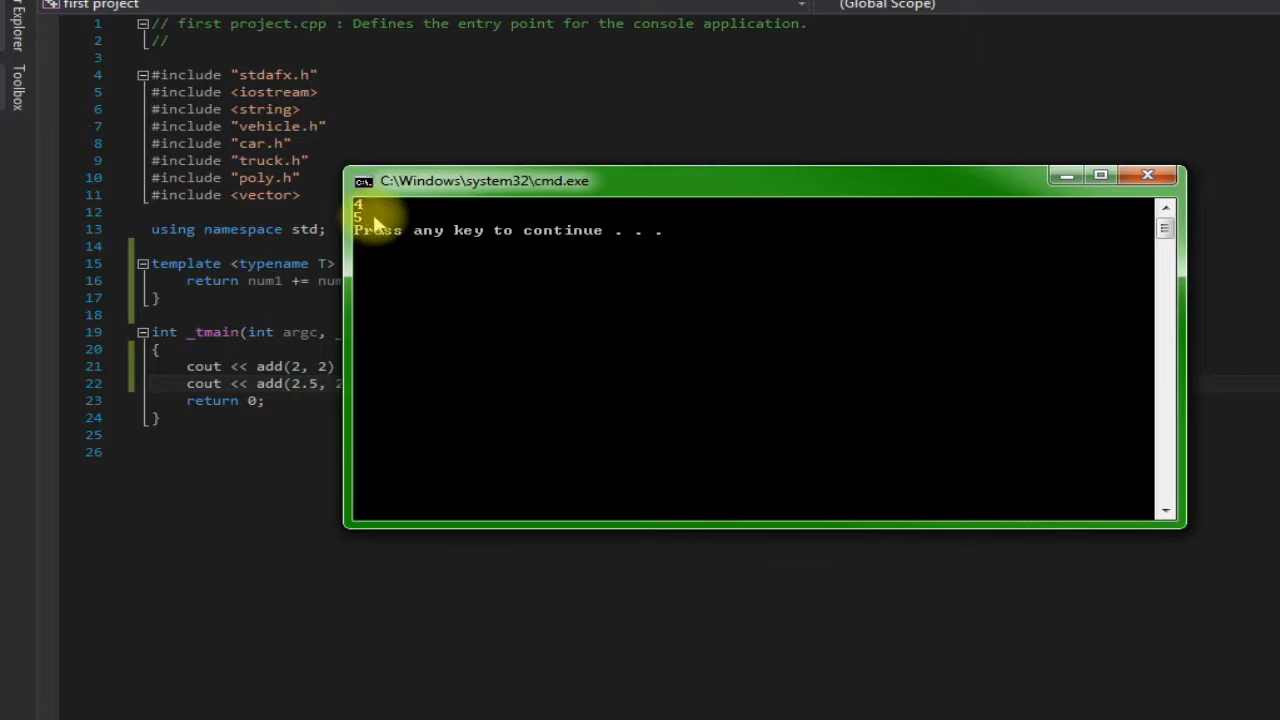 first project
(Global Scope)
Explorer
Toolbox
1 // first project.cpp : Defines the entry point for the console application.
2 //
3
4 #include "stdafx.h"
5 #include <iostream>
6 #include <string>
7 #include "vehicle.h"
8 #include "car.h"
9 #include "truck.h"
10 #include "poly.h"
11 #include <vector>
12
13 using namespace std;
14
15 template <typename T>
16 return num1 += num
17 }
18
19 int _tmain(int argc, _
20 {
21 cout << add(2, 2)
22 cout << add(2.5, 2
23 return 0;
24 }
25
26
C:\Windows\system32\cmd.exe
4
5
Press any key to continue . . .